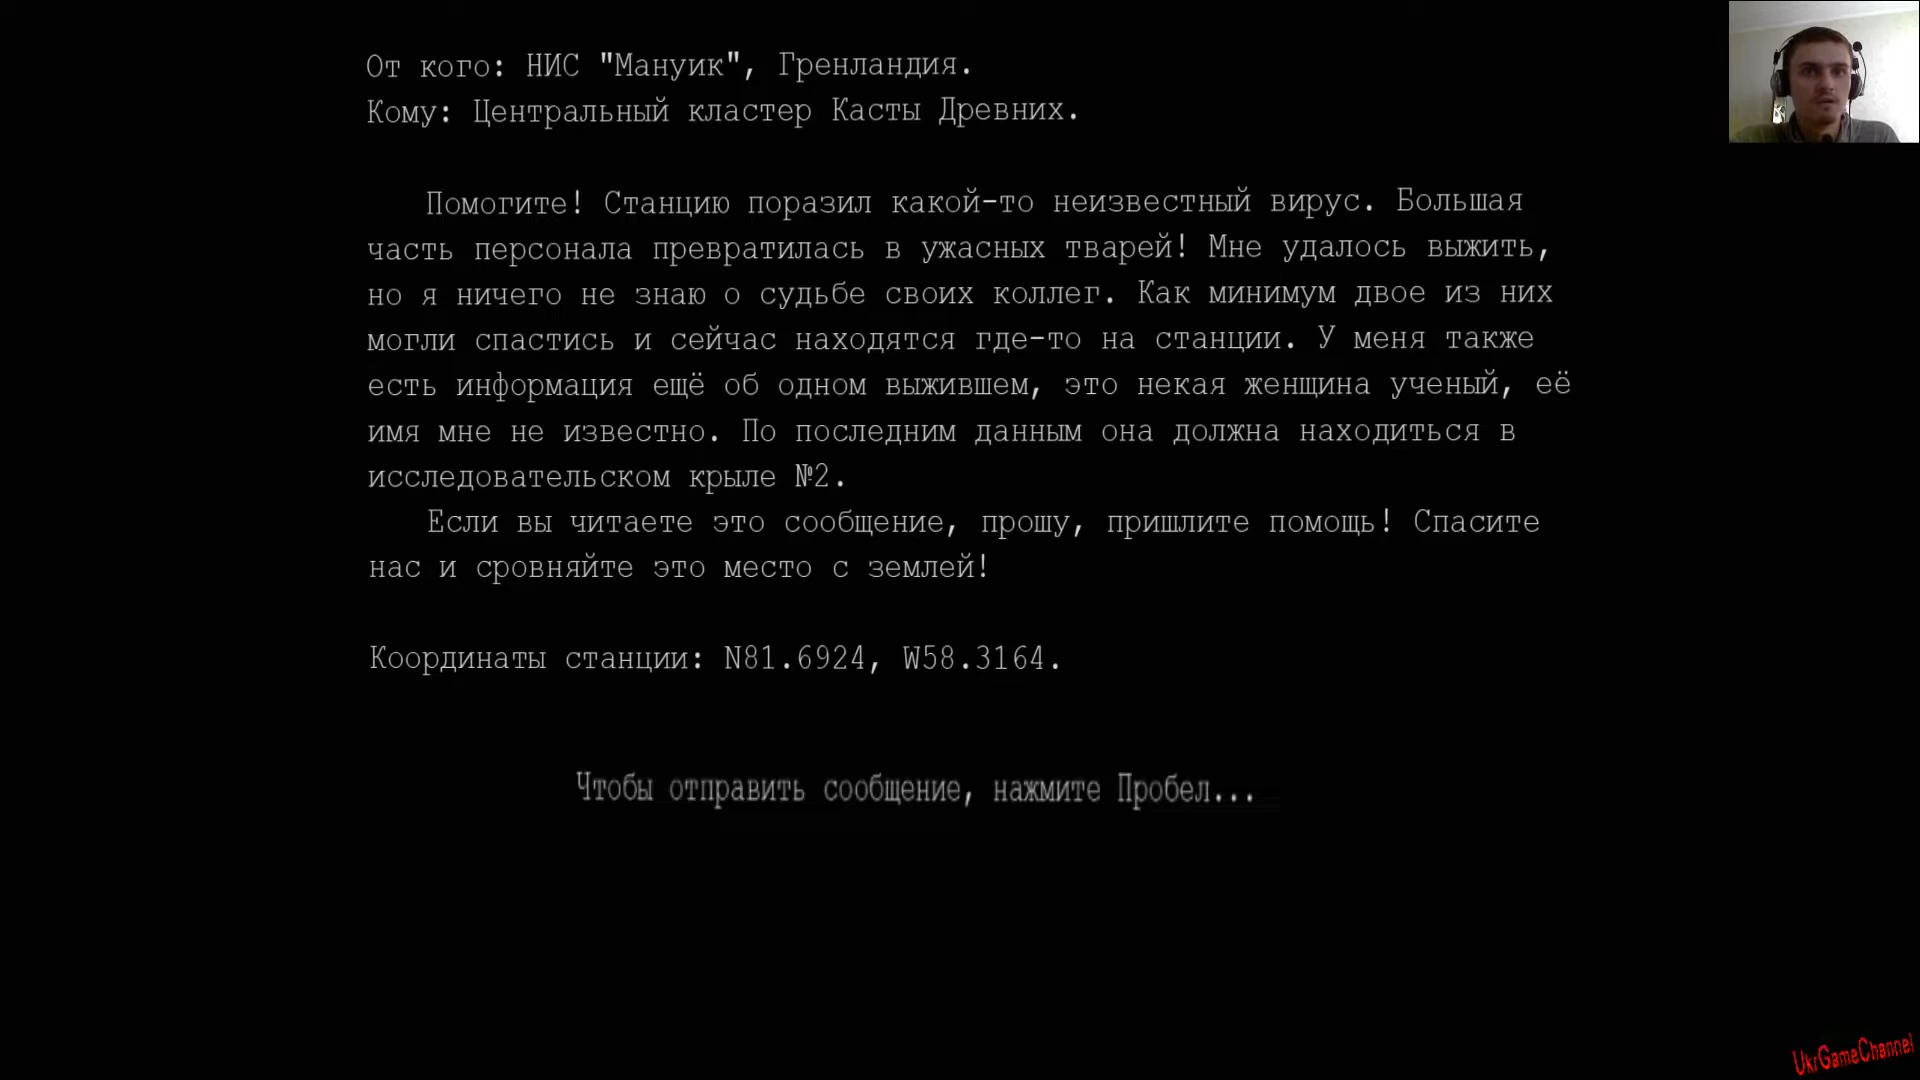 От кого: НИС "Мануик", Гренландия.
Кому: Центральный кластер Касты Древних.
Помогите! Станцию поразил какой-то неизвестный вирус. Большая
часть персонала превратилась в ужасных тварей! Мне удалось выжить,
но я ничего не знаю о судьбе своих коллег. Как минимум двое из них
могли спастись и сейчас находятся где-то на станции. У меня также
есть информация ещё об одном выжившем, это некая женщина ученый, её
имя мне не известно. По последним данным она должна находиться в
исследовательском крыле №2.
Если вы читаете это сообщение, прошу, пришлите помощь! Спасите
нас и сровняйте это место с землей!
Координаты станции: N81.6924, W58.3164.
Чтобы отправить сообщение, нажмите Пробел...
UkrGameChannel